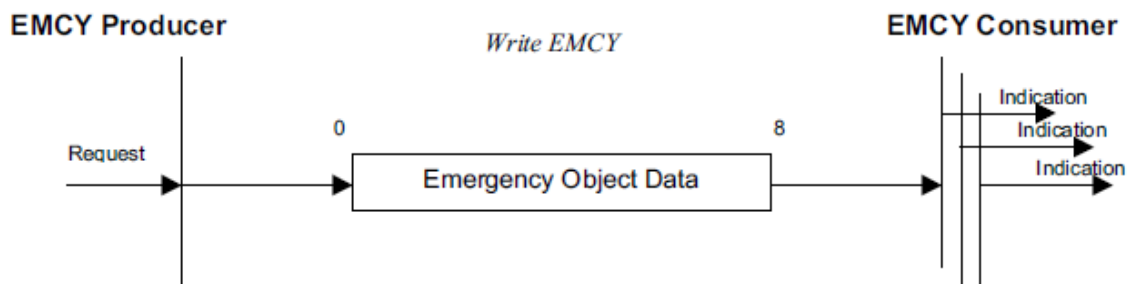 EMCY Producer
Write EMCY
EMCY Consumer
Indication
0
8
Indication
Request
Indication
Emergency Object Data